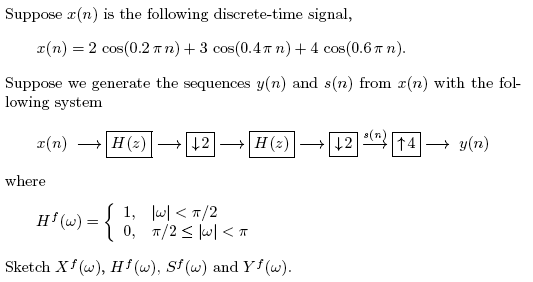 Suppose x(n) is the following discrete-time signal,
x(n) = 2 cos(0.2 π n) + 3 cos(0.4 π n) + 4 cos(0.6 π n).
Suppose we generate the sequences y(n) and s(n) from x(n) with the fol-
lowing system
x(n) ⟶ H(z) ⟶ ↓2 ⟶ H(z) ⟶ ↓2 s(n) ⟶ ↑4 ⟶ y(n)
where
H^f(ω) = { 1, |ω| < π/2
0, π/2 ≤ |ω| < π
Sketch X^f(ω), H^f(ω), S^f(ω) and Y^f(ω).